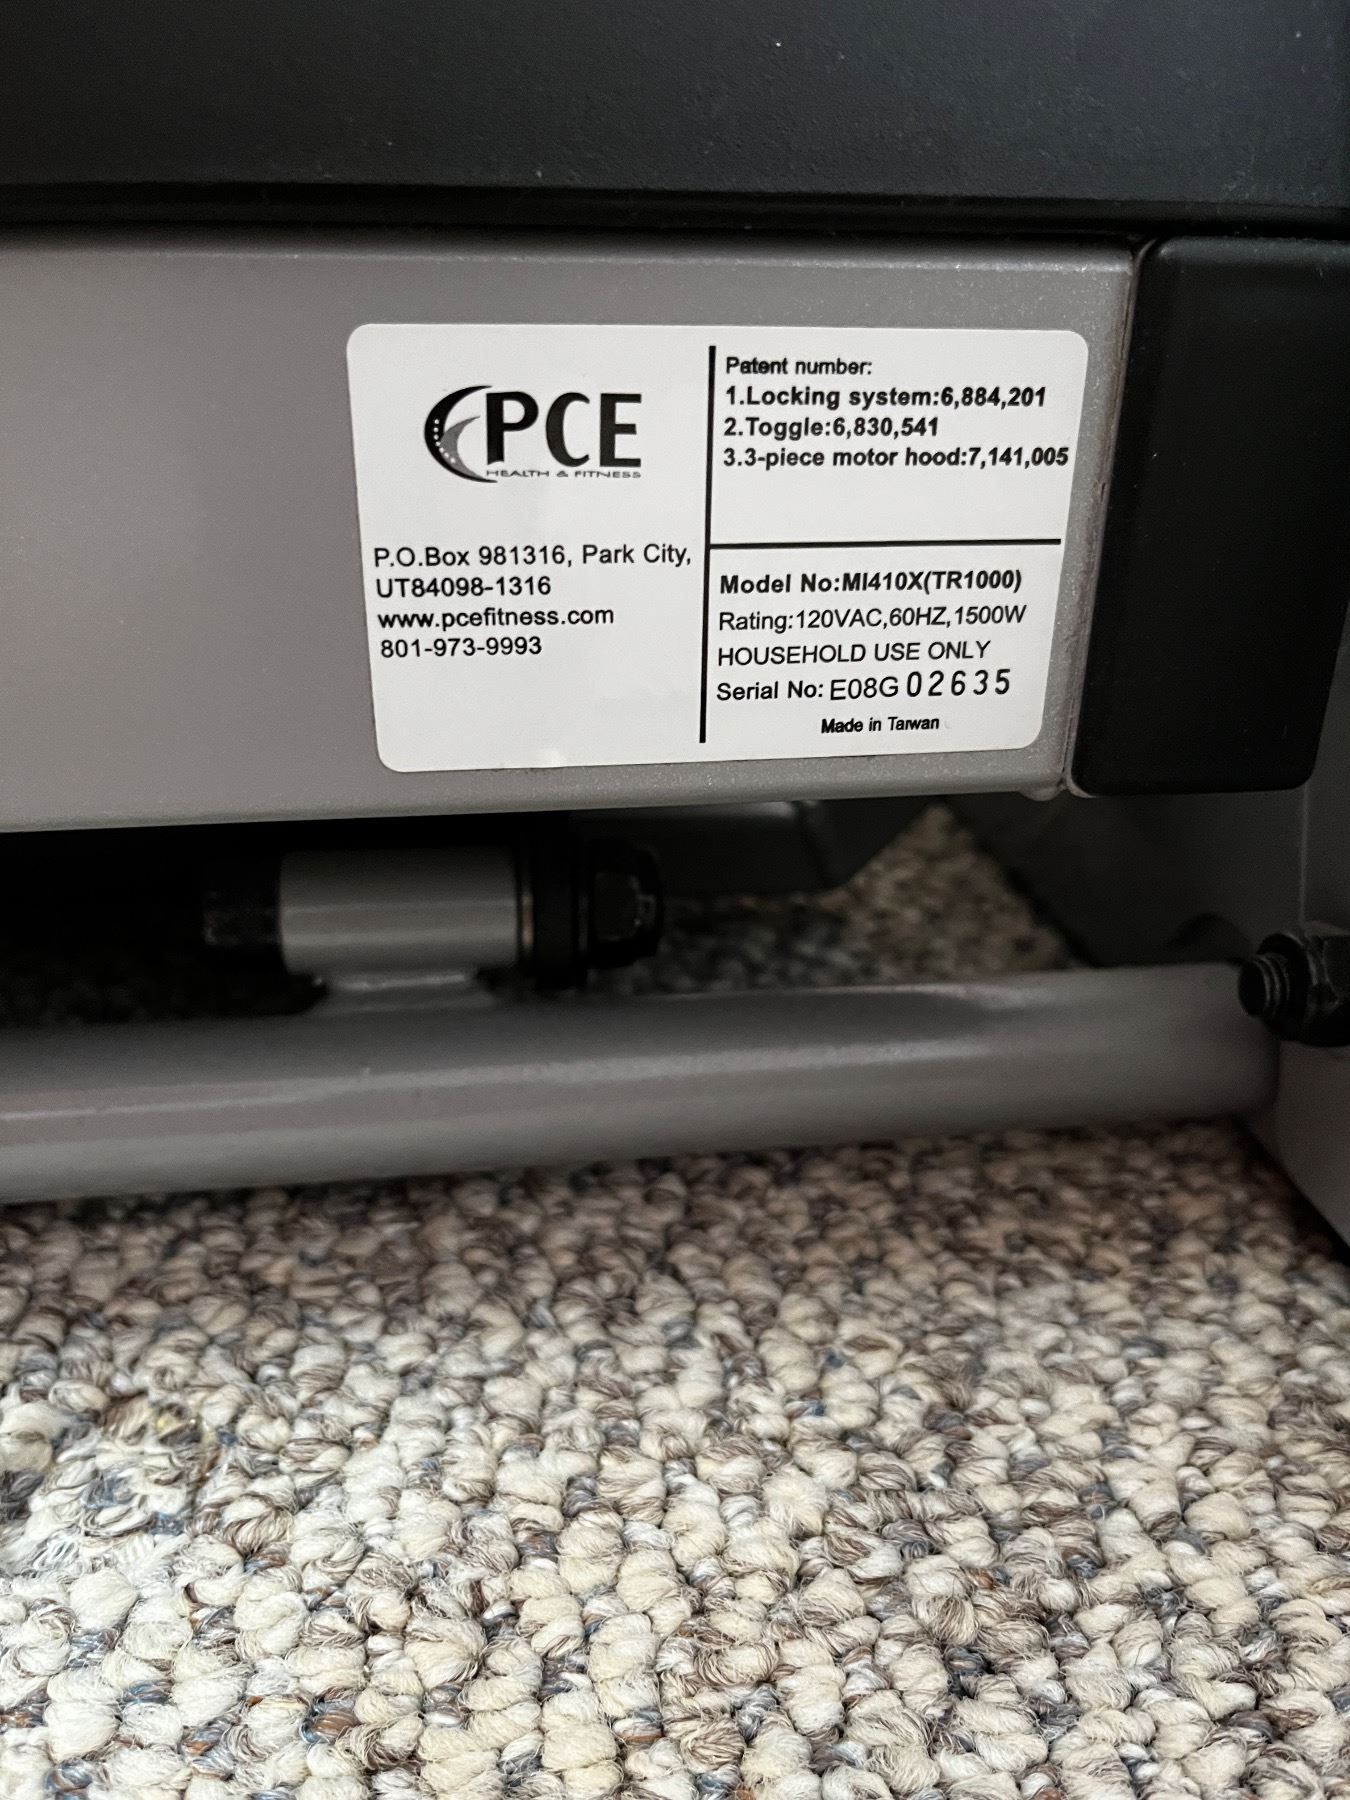 PCE
HEALTH & FITNESS
P.O.Box 981316, Park City,
UT84098-1316
www.pcefitness.com
801-973-9993
Patent number:
1.Locking system:6,884,201
2.Toggle:6,830,541
3.3-piece motor hood:7,141,005
Model No:MI410X(TR1000)
Rating:120VAC,60HZ,1500W
HOUSEHOLD USE ONLY
Serial No: E08G 02635
Made in Taiwan